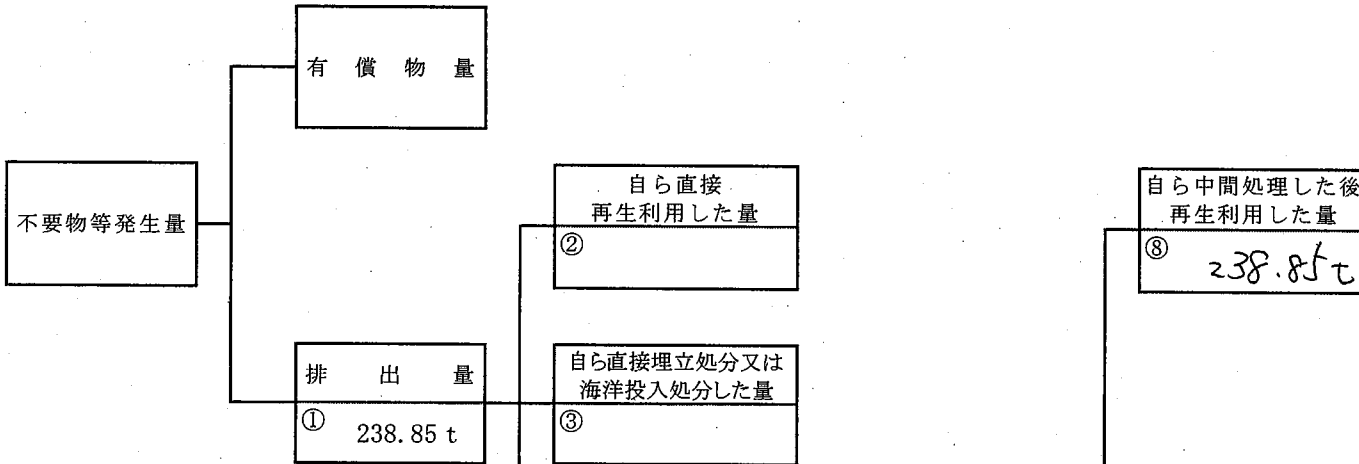 有償物量
不要物等発生量
自ら直接
再生利用した量
②
自ら中間処理した後
再生利用した量
⑧ 238.85t
排出量
① 238.85 t
自ら直接埋立処分又は
海洋投入処分した量
③